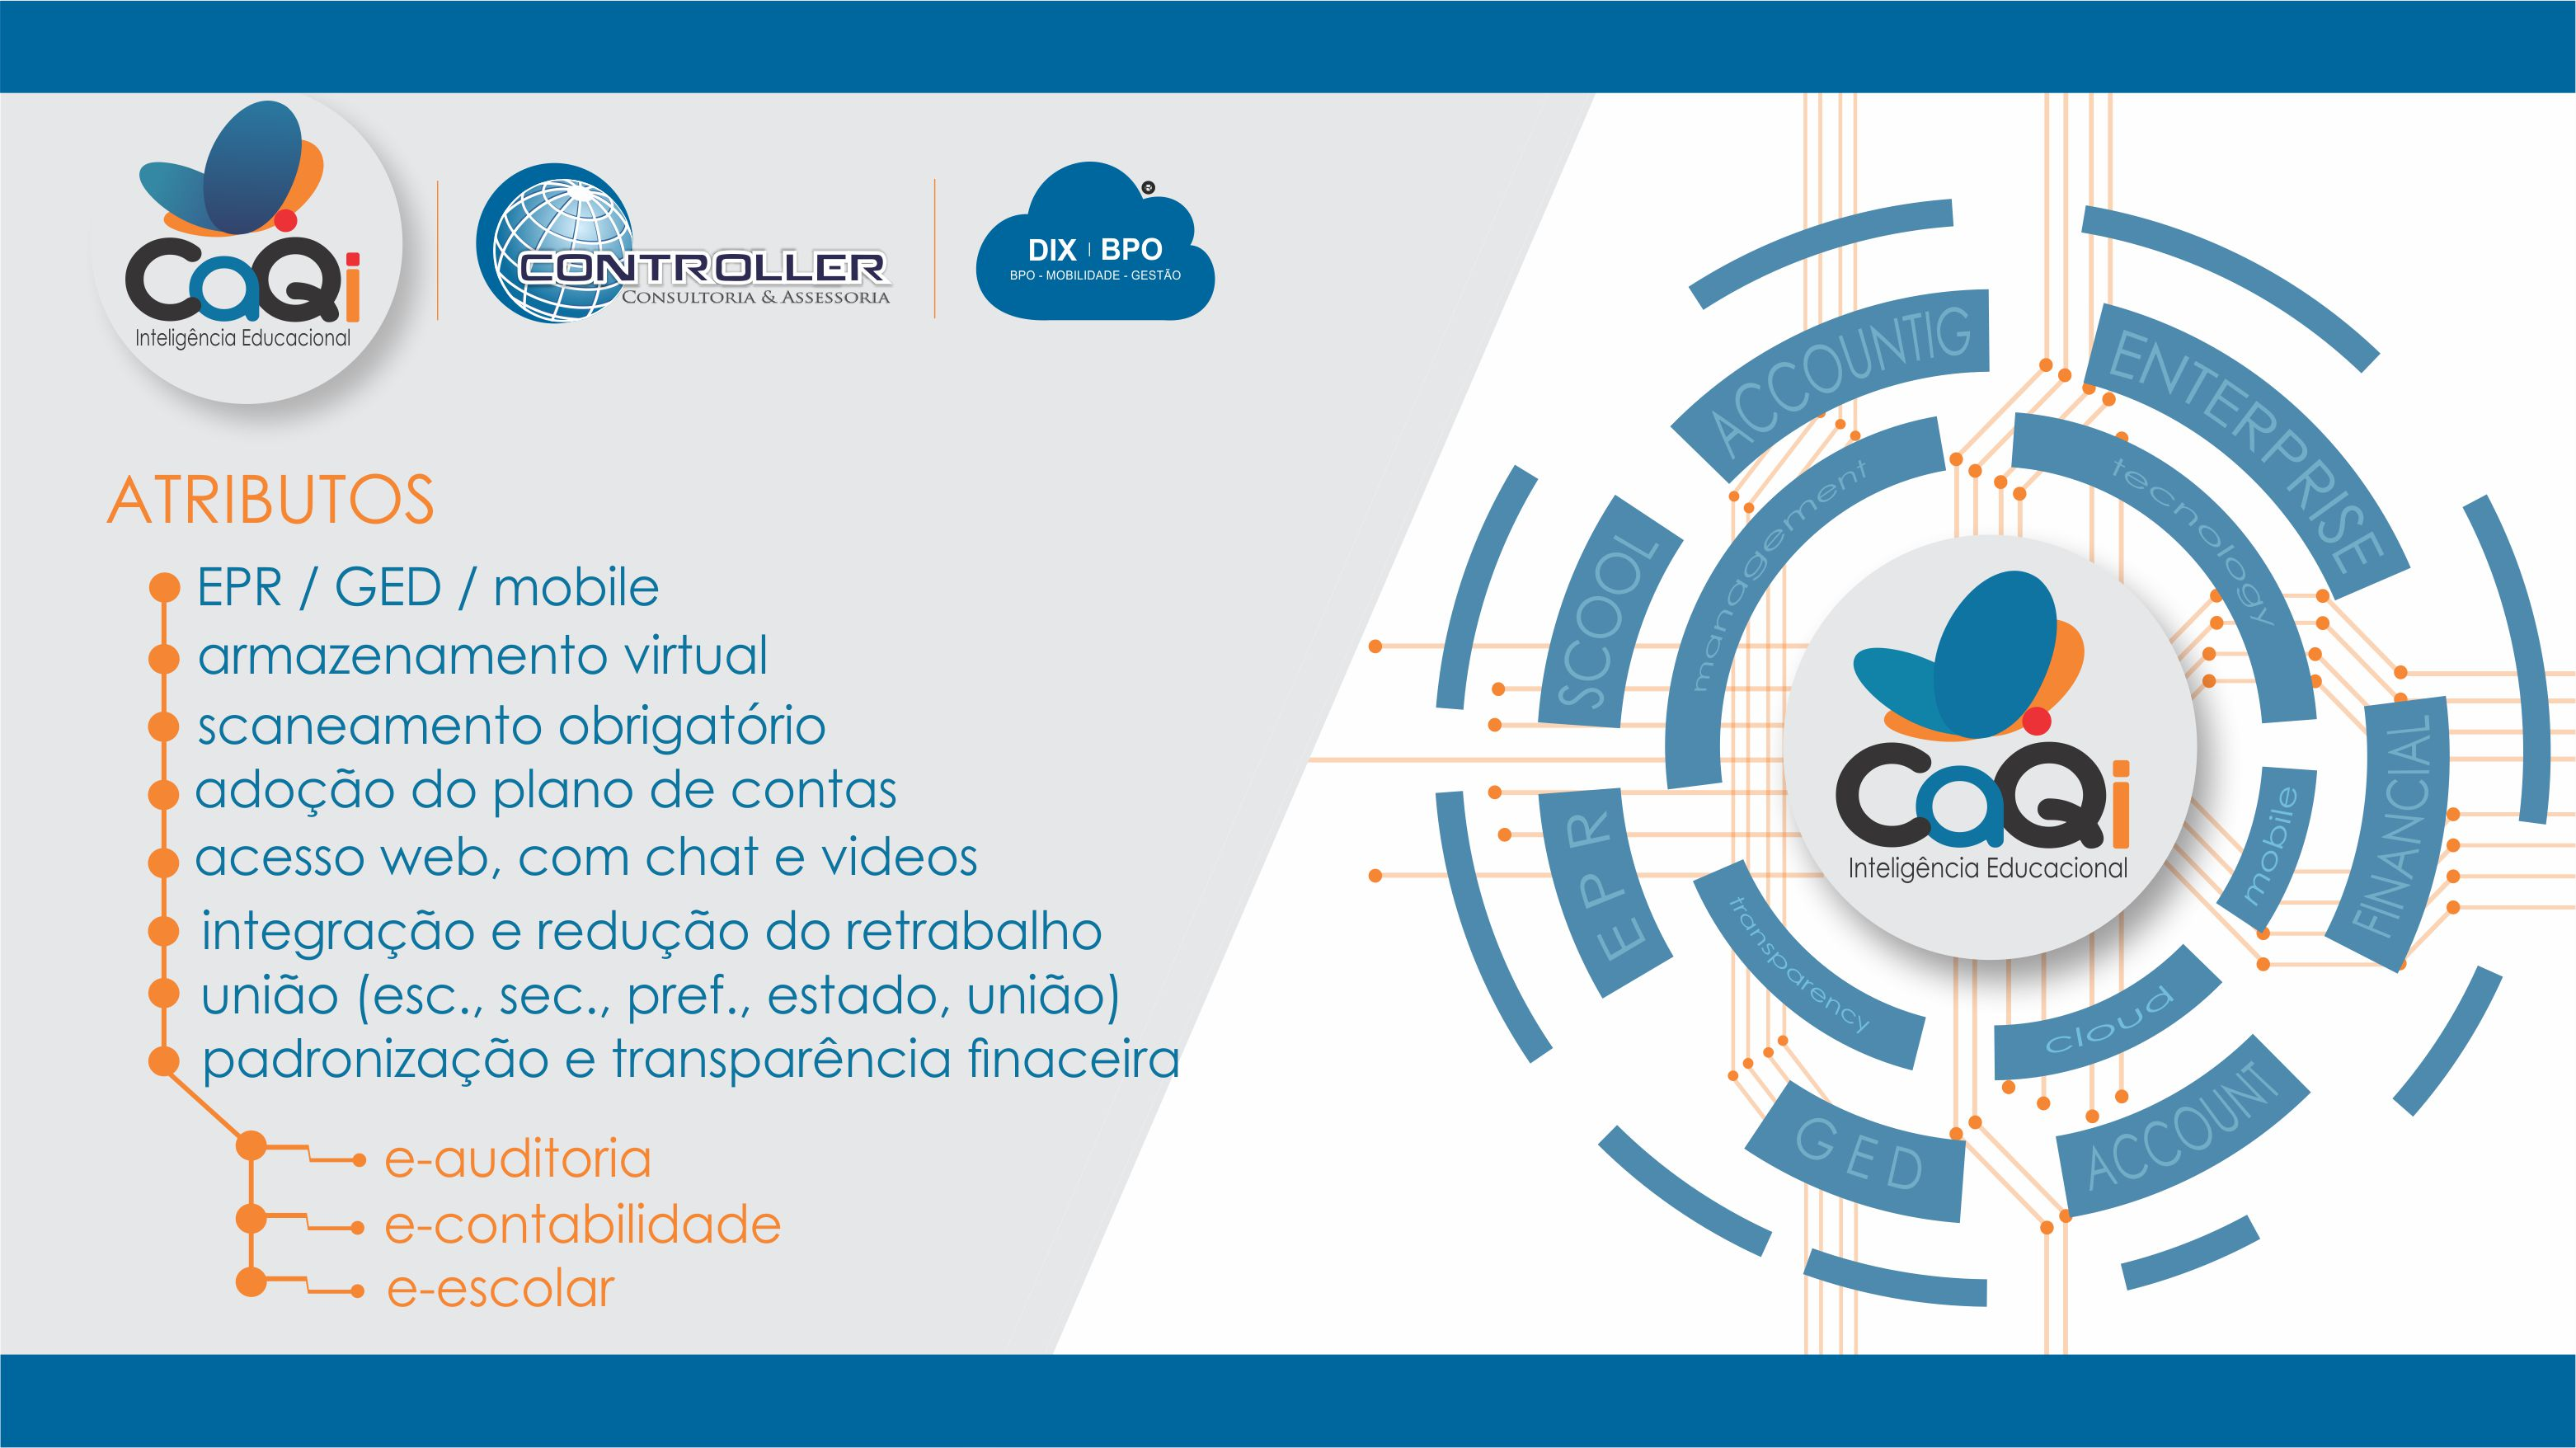 CaQi
Inteligência Educacional
CONTROLLER
CONSULTORIA & ASSESSORIA
DIX | BPO
BPO - MOBILIDADE - GESTÃO
ATRIBUTOS
EPR / GED / mobile
armazenamento virtual
scaneamento obrigatório
adoção do plano de contas
acesso web, com chat e videos
integração e redução do retrabalho
união (esc., sec., pref., estado, união)
padronização e transparência finaceira
e-auditoria
e-contabilidade
e-escolar
ACCOUNTIG
ENTERPRISE
SCOOL
management
tecnology
CaQi
Inteligência Educacional
EPR
transparency
mobile
FINANCIAL
cloud
GED
ACCOUNT